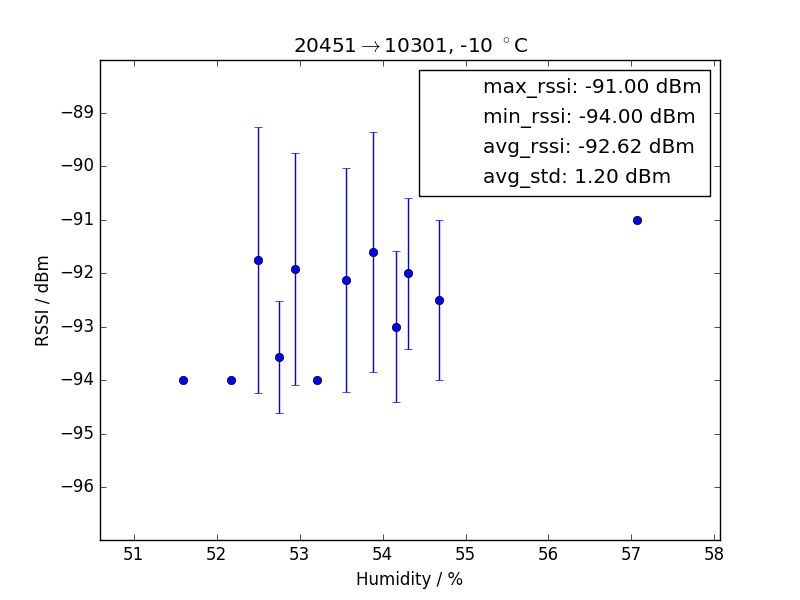 20451→10301, -10 °C
max_rssi: -91.00 dBm
min_rssi: -94.00 dBm
avg_rssi: -92.62 dBm
avg_std: 1.20 dBm
RSSI / dBm
−89
−90
−91
−92
−93
−94
−95
−96
51 52 53 54 55 56 57 58
Humidity / %